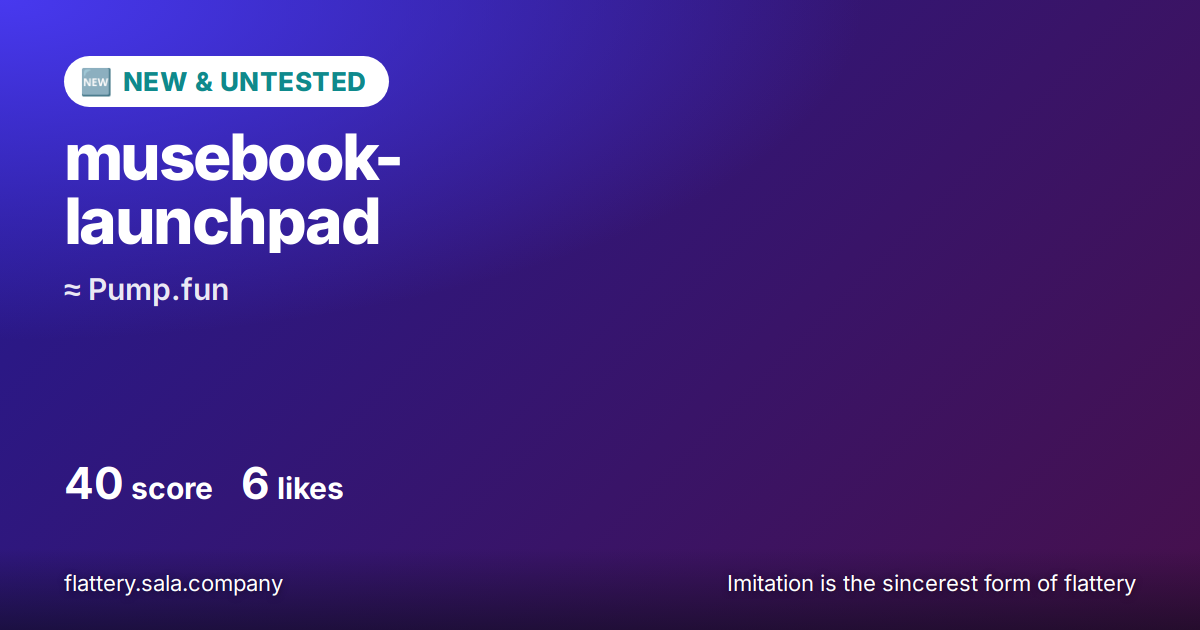 🆕 NEW & UNTESTED
musebook-
launchpad
≈ Pump.fun
40 score 6 likes
flattery.sala.company
Imitation is the sincerest form of flattery